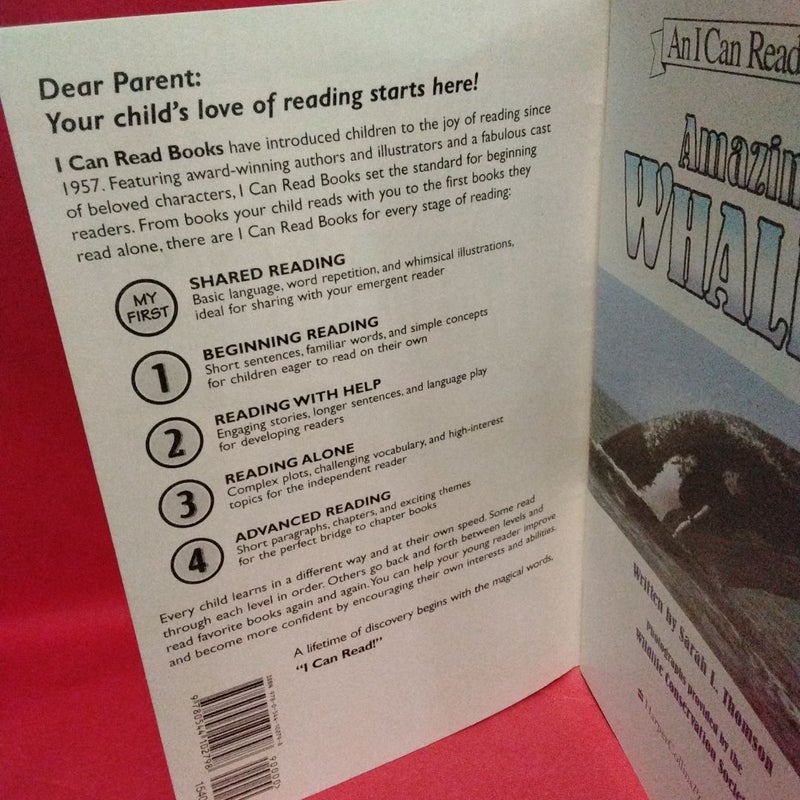 Dear Parent:
Your child's love of reading starts here!
I Can Read Books have introduced children to the joy of reading since
1957. Featuring award-winning authors and illustrators and a fabulous cast
of beloved characters, I Can Read Books set the standard for beginning
readers. From books your child reads with you to the first books they
read alone, there are I Can Read Books for every stage of reading:
MY
FIRST
SHARED READING
Basic language, word repetition, and whimsical illustrations,
ideal for sharing with your emergent reader
1
BEGINNING READING
Short sentences, familiar words, and simple concepts
for children eager to read on their own
2
READING WITH HELP
Engaging stories, longer sentences, and language play
for developing readers
3
READING ALONE
Complex plots, challenging vocabulary, and high-interest
topics for the independent reader
4
ADVANCED READING
Short paragraphs, chapters, and exciting themes
for the perfect bridge to chapter books
Every child learns in a different way and at their own speed. Some read
through each level in order. Others go back and forth between levels and
read favorite books again and again. You can help your young reader improve
and become more confident by encouraging their own interests and abilities.
A lifetime of discovery begins with the magical words,
"I Can Read!"
9 780544 102798
90000
An I Can Read
Amazin
WHAL
Written by Sarah L. Thomson
Photographs provided by the
Wildlife Conservation Socie
HarperCollins